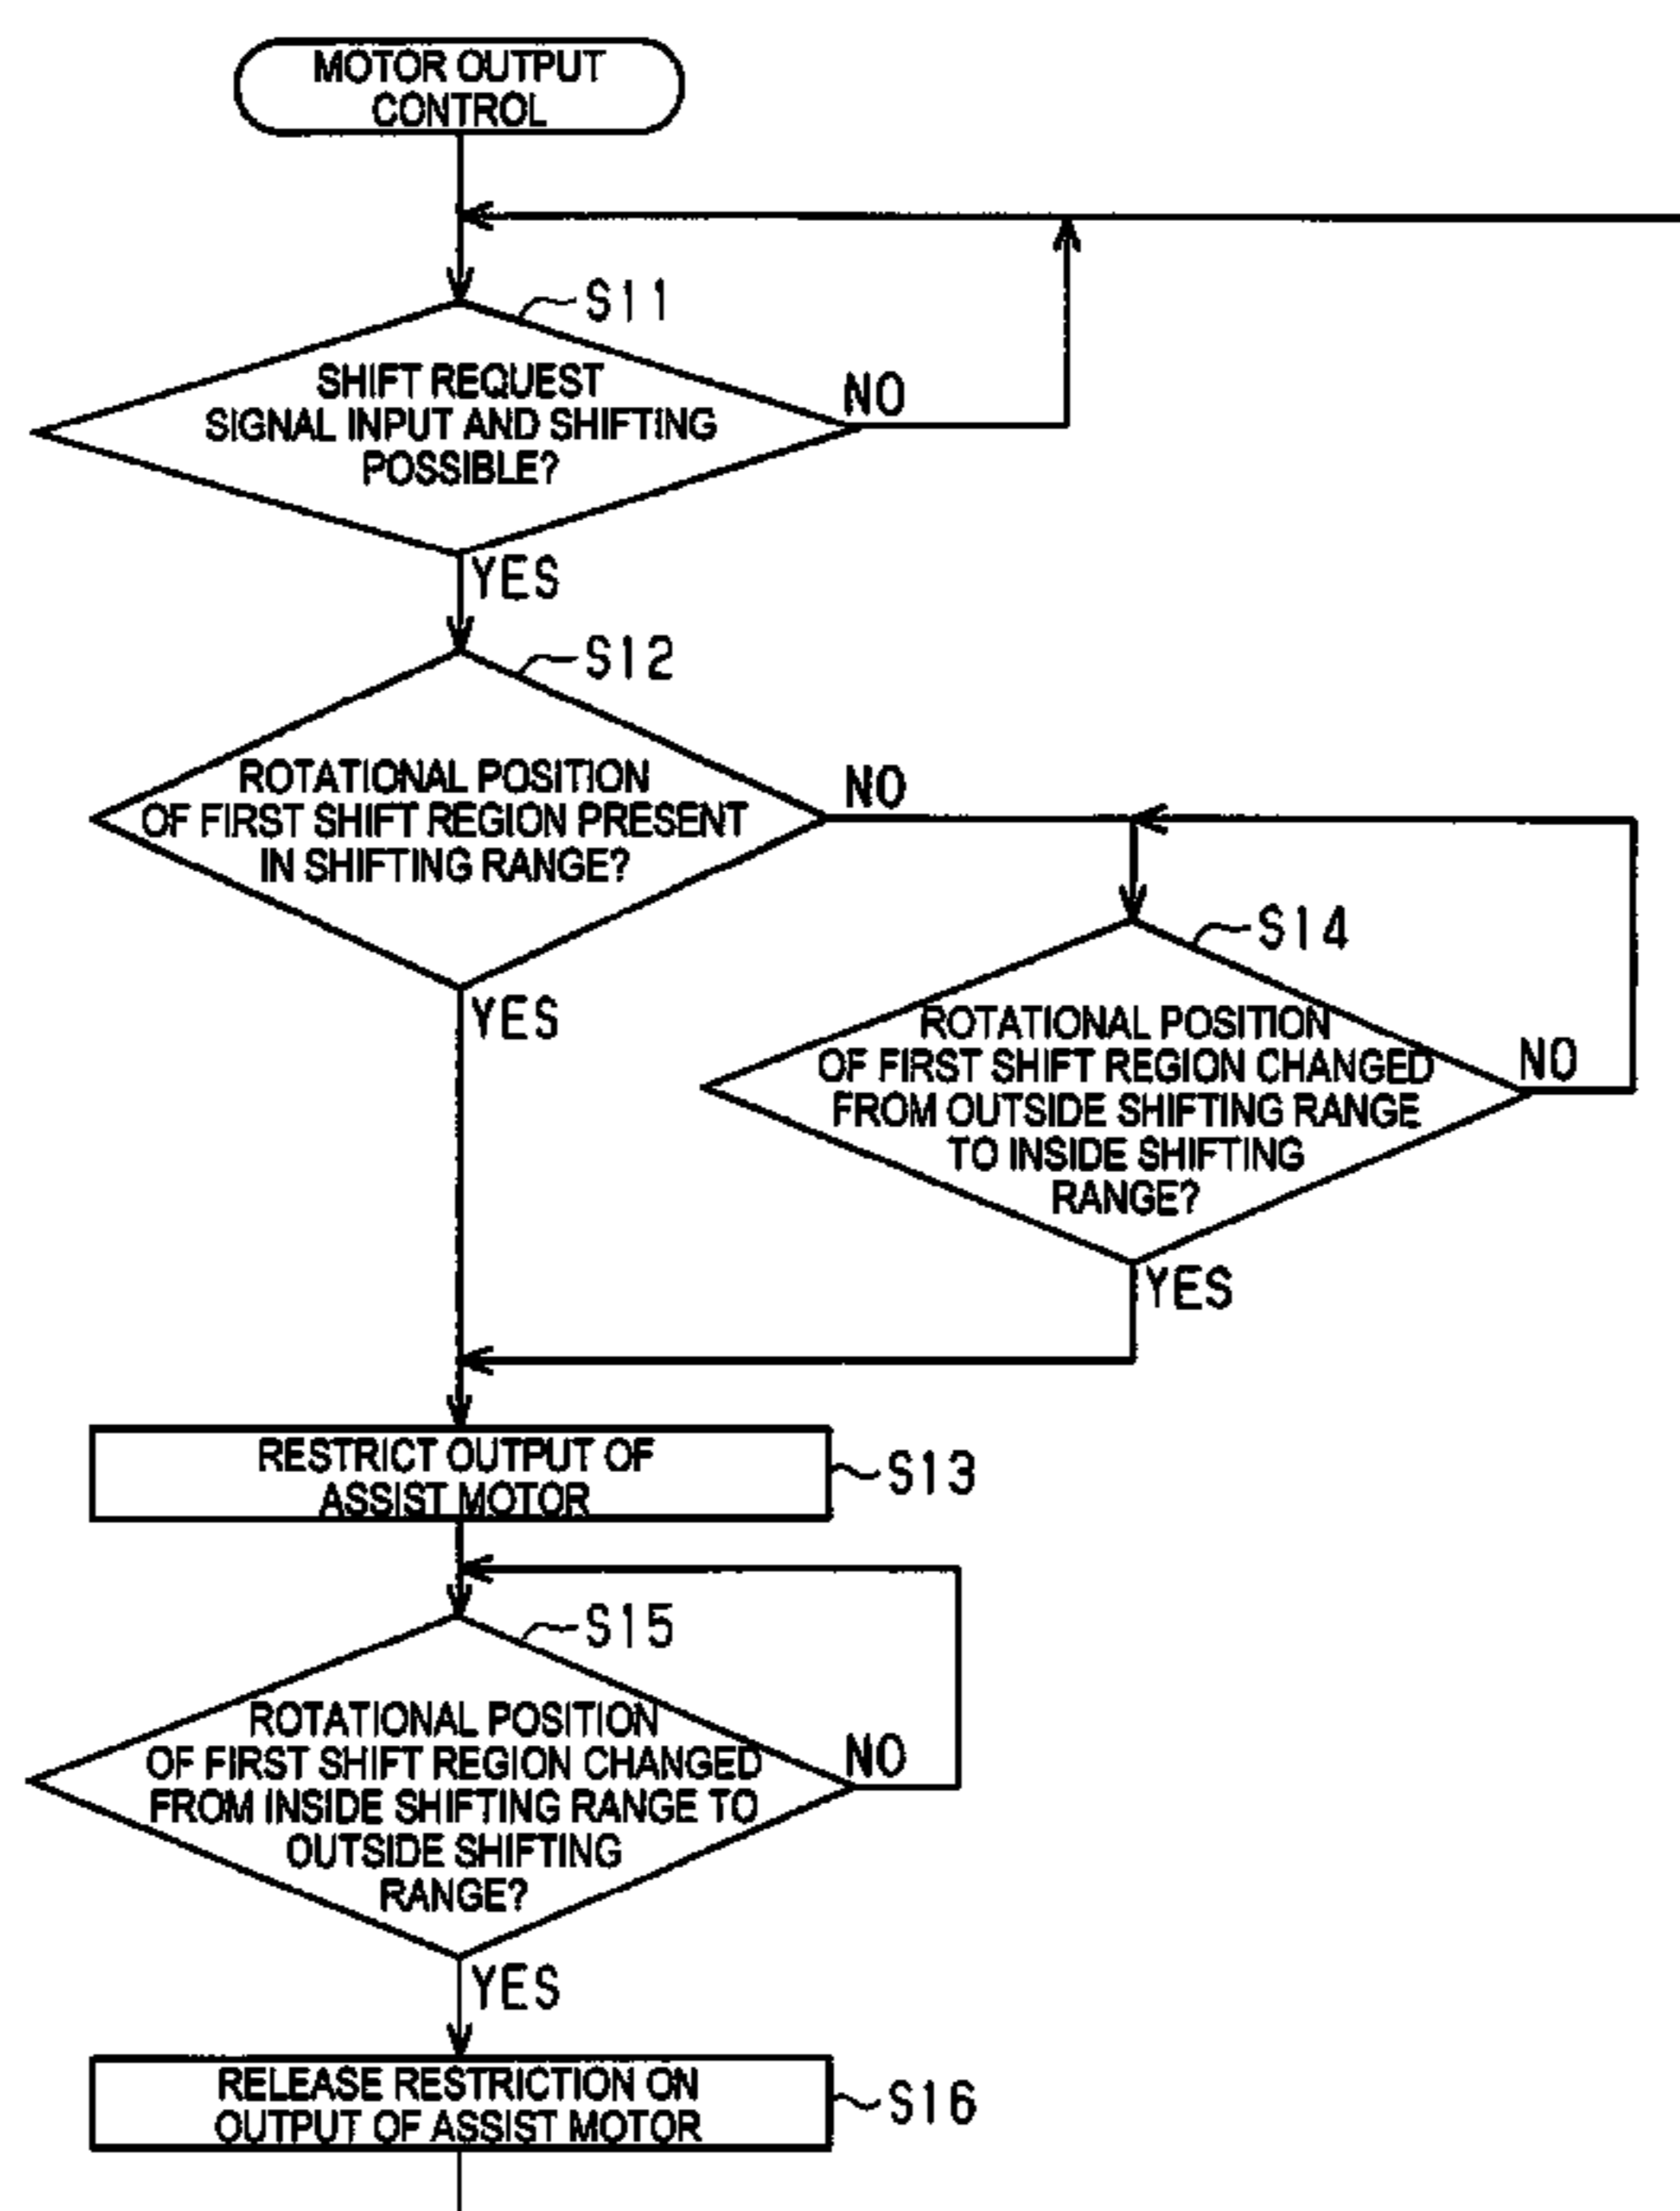 MOTOR OUTPUT
CONTROL
S11
SHIFT REQUEST
SIGNAL INPUT AND SHIFTING
POSSIBLE?
NO
YES
S12
ROTATIONAL POSITION
OF FIRST SHIFT REGION PRESENT
IN SHIFTING RANGE?
NO
YES
S14
ROTATIONAL POSITION
OF FIRST SHIFT REGION CHANGED
FROM OUTSIDE SHIFTING RANGE
TO INSIDE SHIFTING
RANGE?
NO
YES
RESTRICT OUTPUT OF
ASSIST MOTOR
S13
S15
ROTATIONAL POSITION
OF FIRST SHIFT REGION CHANGED
FROM INSIDE SHIFTING RANGE TO
OUTSIDE SHIFTING
RANGE?
NO
YES
RELEASE RESTRICTION ON
OUTPUT OF ASSIST MOTOR
S16